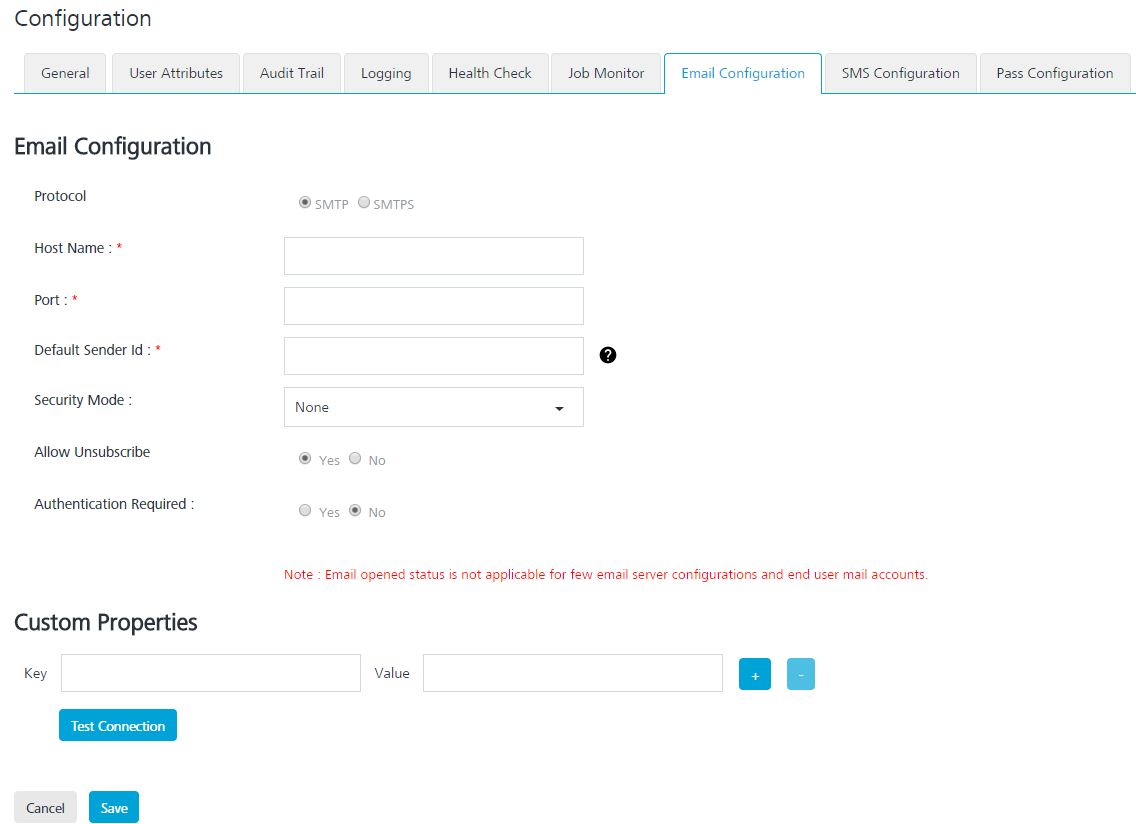 Configuration
General User Attributes Audit Trail Logging Health Check Job Monitor Email Configuration SMS Configuration Pass Configuration
Email Configuration
Protocol SMTP SMTPS
Host Name : *
Port : *
Default Sender Id : * ?
Security Mode : None
Allow Unsubscribe Yes No
Authentication Required : Yes No
Note : Email opened status is not applicable for few email server configurations and end user mail accounts.
Custom Properties
Key Value + -
Test Connection
Cancel Save